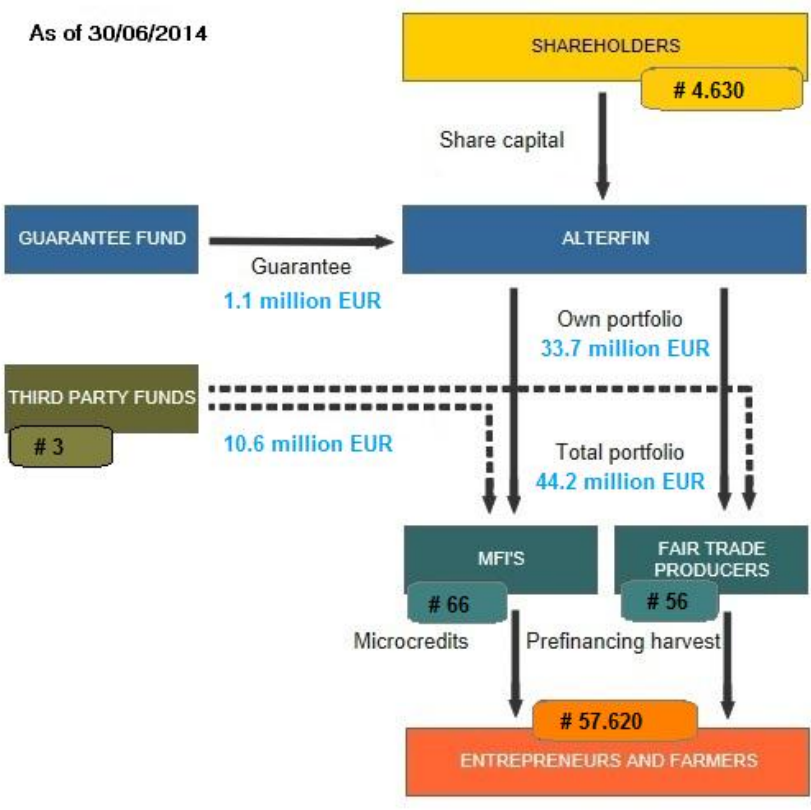 As of 30/06/2014
SHAREHOLDERS
# 4.630
Share capital
GUARANTEE FUND
ALTERFIN
Guarantee
1.1 million EUR
Own portfolio
33.7 million EUR
THIRD PARTY FUNDS
# 3
10.6 million EUR
Total portfolio
44.2 million EUR
MFI'S
# 66
FAIR TRADE
PRODUCERS
# 56
Microcredits
Prefinancing harvest
# 57.620
ENTREPRENEURS AND FARMERS